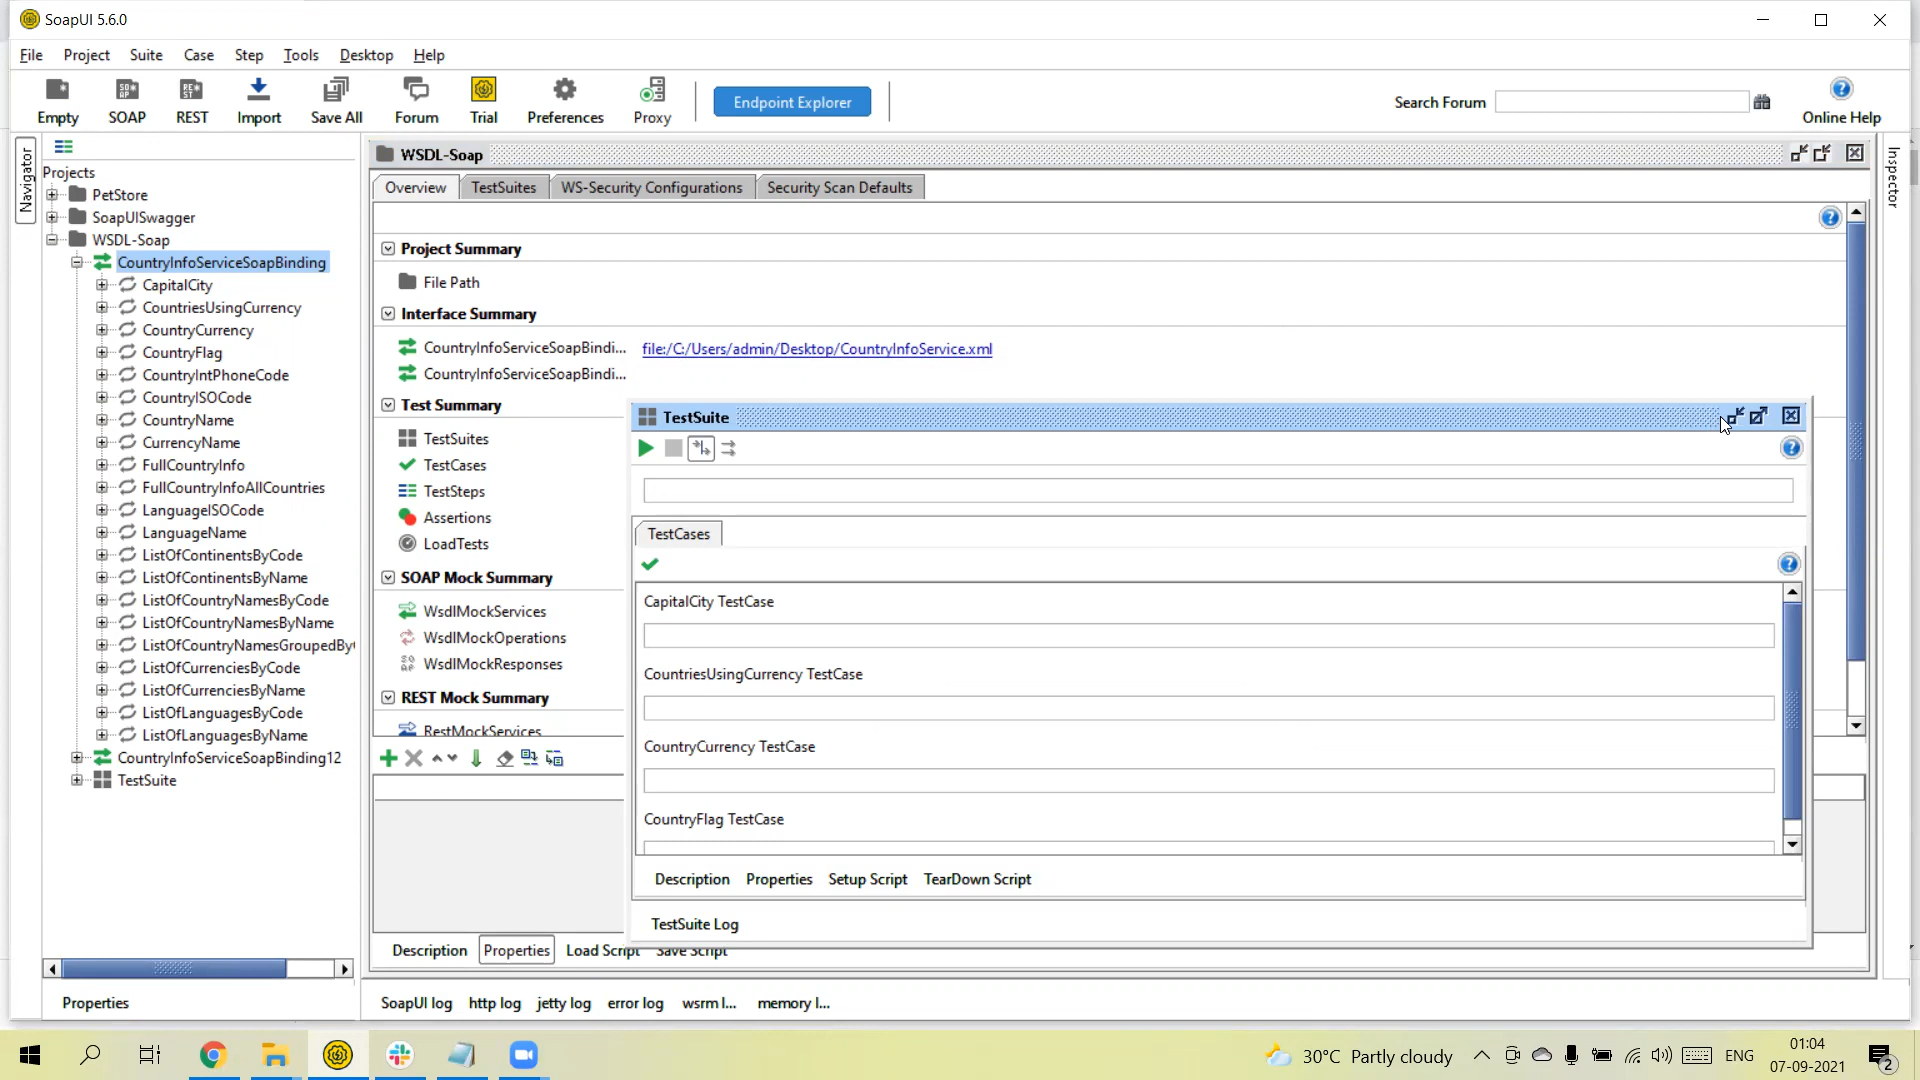 SoapUI 5.6.0
File Project Suite Case Step Tools Desktop Help
Empty SOAP REST Import Save All Forum Trial Preferences Proxy Endpoint Explorer Search Forum Online Help
Navigator
Projects
PetStore
SoapUISwagger
WSDL-Soap
CountryInfoServiceSoapBinding
CapitalCity
CountriesUsingCurrency
CountryCurrency
CountryFlag
CountryIntPhoneCode
CountryISOCode
CountryName
CurrencyName
FullCountryInfo
FullCountryInfoAllCountries
LanguageISOCode
LanguageName
ListOfContinentsByCode
ListOfContinentsByName
ListOfCountryNamesByCode
ListOfCountryNamesByName
ListOfCountryNamesGroupedBy
ListOfCurrenciesByCode
ListOfCurrenciesByName
ListOfLanguagesByCode
ListOfLanguagesByName
CountryInfoServiceSoapBinding12
TestSuite
Properties
WSDL-Soap
Overview TestSuites WS-Security Configurations Security Scan Defaults
Project Summary
File Path
Interface Summary
CountryInfoServiceSoapBindi... file:/C:/Users/admin/Desktop/CountryInfoService.xml
CountryInfoServiceSoapBindi...
Test Summary
TestSuites
TestCases
TestSteps
Assertions
LoadTests
SOAP Mock Summary
WsdlMockServices
WsdlMockOperations
WsdlMockResponses
REST Mock Summary
RestMockServices
Description Properties Load Script Save Script
TestSuite
TestCases
CapitalCity TestCase
CountriesUsingCurrency TestCase
CountryCurrency TestCase
CountryFlag TestCase
Description Properties Setup Script TearDown Script
TestSuite Log
Inspector
SoapUI log http log jetty log error log wsrm l... memory l...
30°C Partly cloudy ENG 01:04
07-09-2021 2